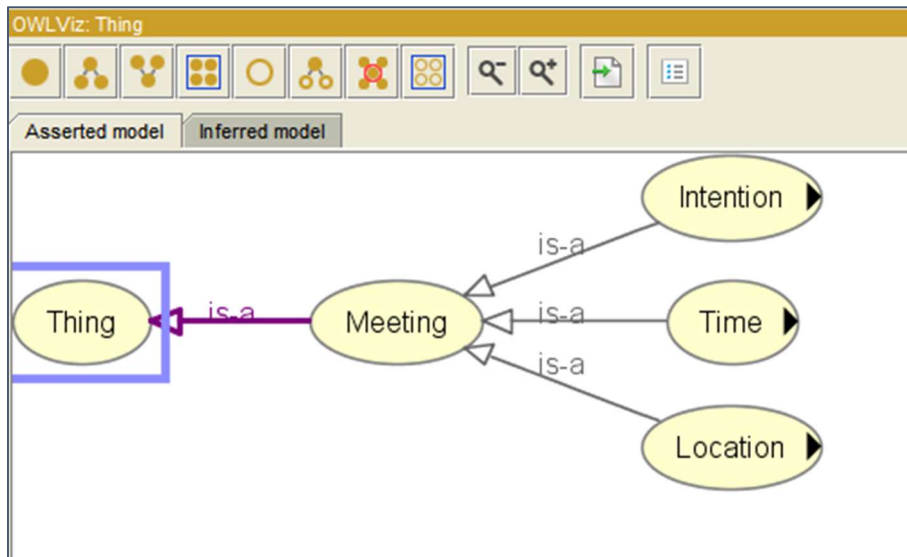 OWLViz: Thing
Asserted model
Inferred model
Intention
is-a
Thing
is-a
Meeting
is-a
Time
is-a
Location